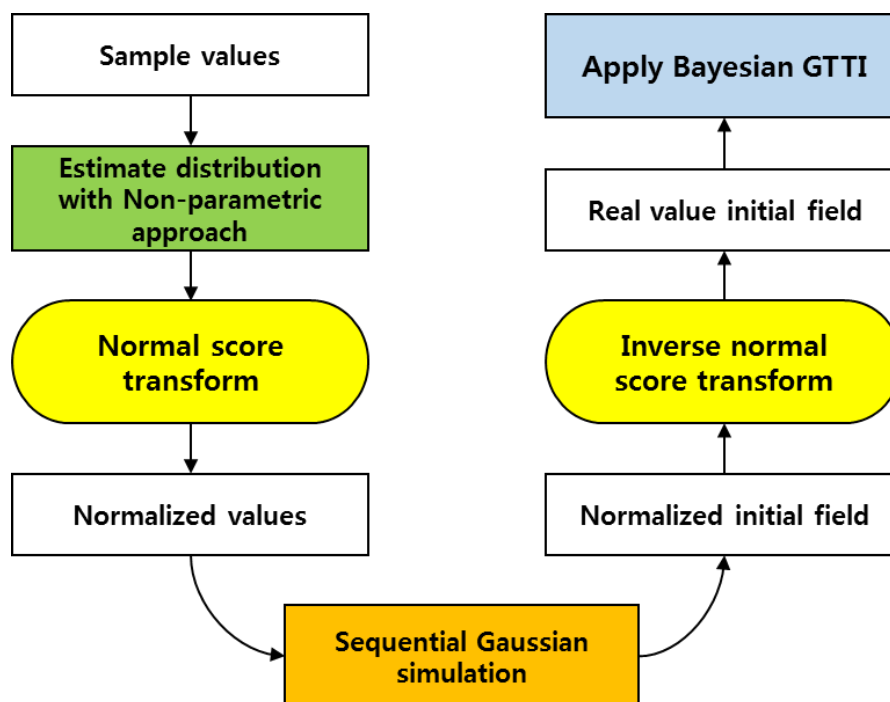 Sample values
Estimate distribution
with Non-parametric
approach
Normal score
transform
Normalized values
Sequential Gaussian
simulation
Normalized initial field
Inverse normal
score transform
Real value initial field
Apply Bayesian GTTI